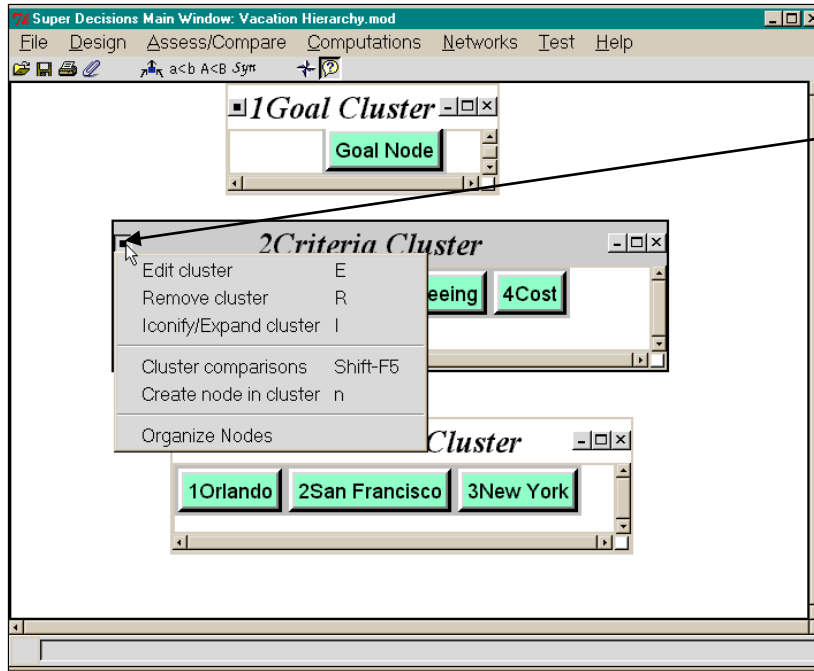 Super Decisions Main Window: Vacation Hierarchy.mod
File Design Assess/Compare Computations Networks Test Help
a<b A<B Syn
1Goal Cluster
Goal Node
2Criteria Cluster
Edit cluster E
Remove cluster R
Iconify/Expand cluster I
Cluster comparisons Shift-F5
Create node in cluster n
Organize Nodes
eeing 4Cost
Cluster
1Orlando 2San Francisco 3New York